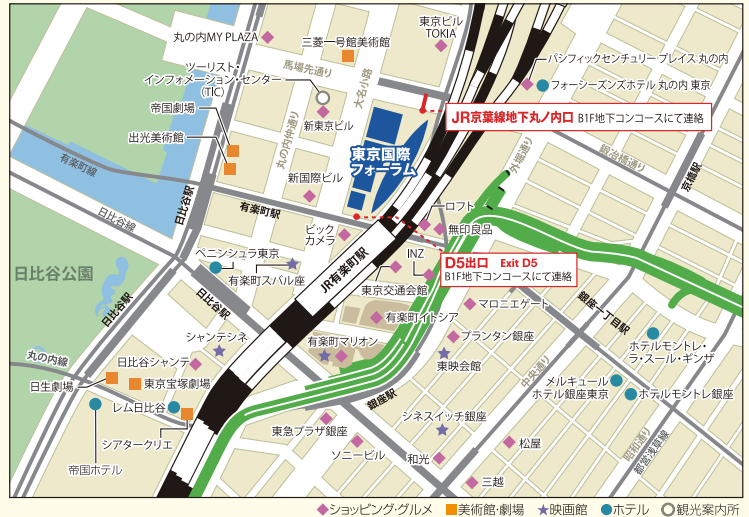 丸の内MY PLAZA
三菱一号館美術館
東京ビル
TOKIA
馬場先通り
大名小路
パシフィックセンチュリー・プレイス 丸の内
フォーシーズンズホテル 丸の内 東京
ツーリスト・
インフォメーション・センター
(TIC)
帝国劇場
出光美術館
新東京ビル
丸の内仲通り
JR京葉線地下丸ノ内口 B1F地下コンコースにて連絡
東京国際
フォーラム
外堀通り
鍛冶橋通り
京橋駅
有楽町線
日比谷線
日比谷駅
新国際ビル
有楽町駅
ビック
カメラ
ロフト
無印良品
JR有楽町駅
INZ
D5出口 Exit D5
B1F地下コンコースにて連絡
ペニンシュラ東京
有楽町スバル座
東京交通会館
日比谷公園
日比谷駅
日比谷駅
マロニエゲート
銀座一丁目駅
有楽町イトシア
プランタン銀座
シャンテシネ
有楽町マリオン
東映会館
ホテルモントレ・
ラ・スール・ギンザ
丸の内線
日比谷シャンテ
日生劇場
東京宝塚劇場
レム日比谷
シアタークリエ
帝国ホテル
銀座駅
中央通り
メルキュール
ホテル銀座東京
ホテルモントレ銀座
シネスイッチ銀座
東急プラザ銀座
ソニービル
和光
松屋
三越
昭和通り
都営浅草線
ショッピング・グルメ
美術館・劇場
映画館
ホテル
観光案内所